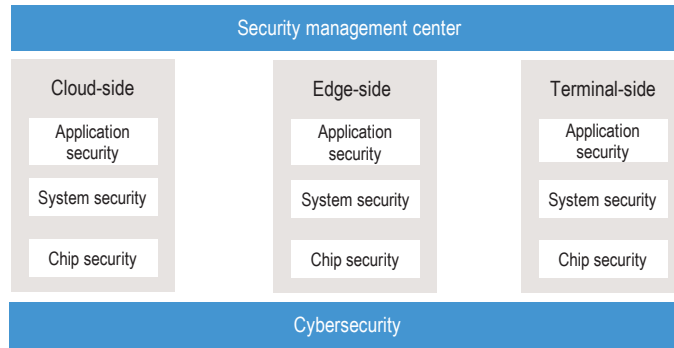 Security management center
Cloud-side
Application
security
System security
Chip security
Edge-side
Application
security
System security
Chip security
Terminal-side
Application
security
System security
Chip security
Cybersecurity